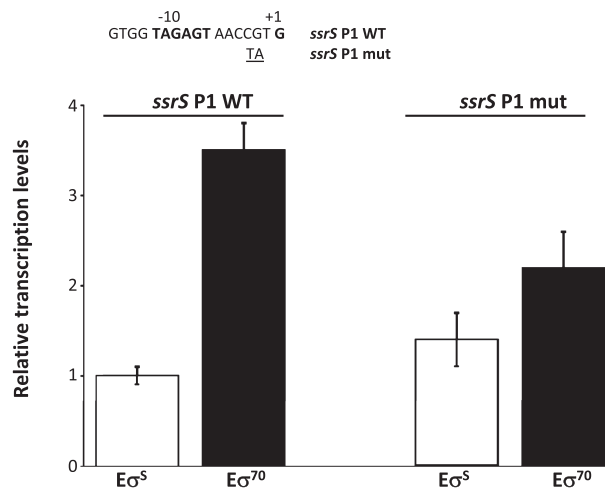 -10 +1
GTGG TAGAGT AACCGT G ssrS P1 WT
TA ssrS P1 mut
ssrS P1 WT ssrS P1 mut
Relative transcription levels
4
3
2
1
0
Eσˢ Eσ⁷⁰ Eσˢ Eσ⁷⁰